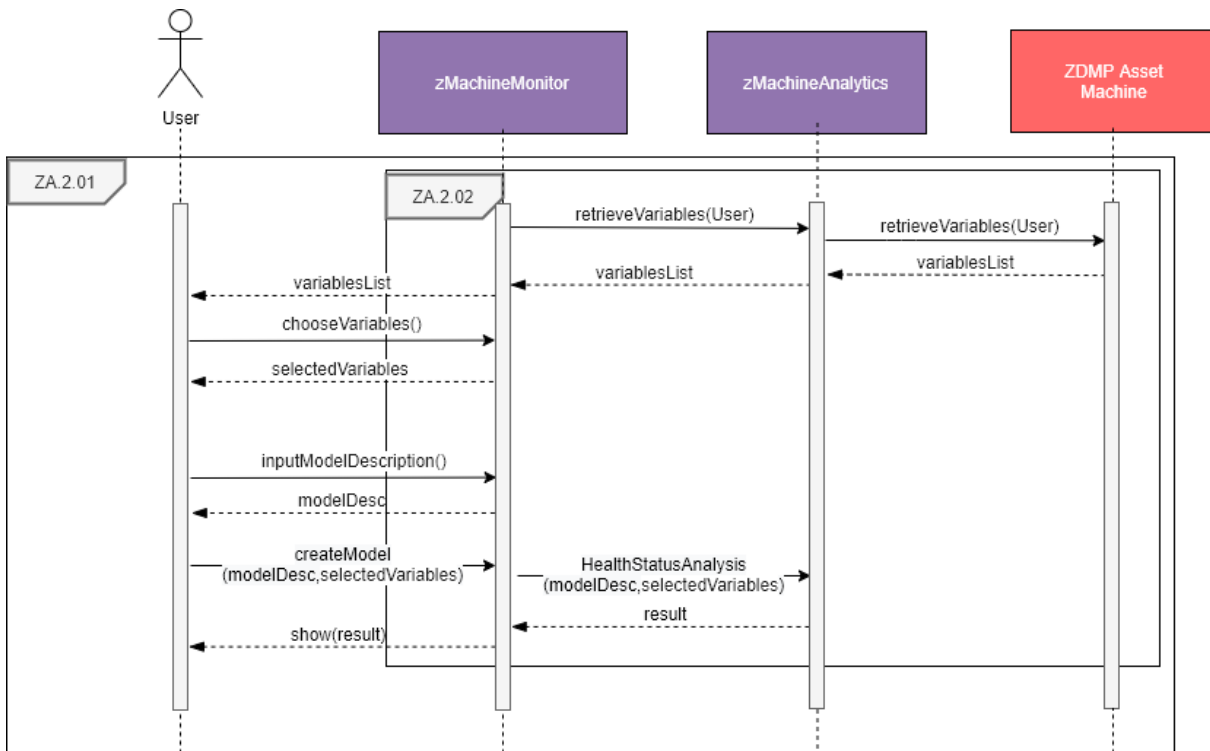 User
zMachineMonitor
zMachineAnalytics
ZDMP Asset
Machine
ZA.2.01
ZA.2.02
retrieveVariables(User)
retrieveVariables(User)
variablesList
variablesList
variablesList
chooseVariables()
selectedVariables
inputModelDescription()
modelDesc
createModel
(modelDesc,selectedVariables)
HealthStatusAnalysis
(modelDesc,selectedVariables)
result
show(result)